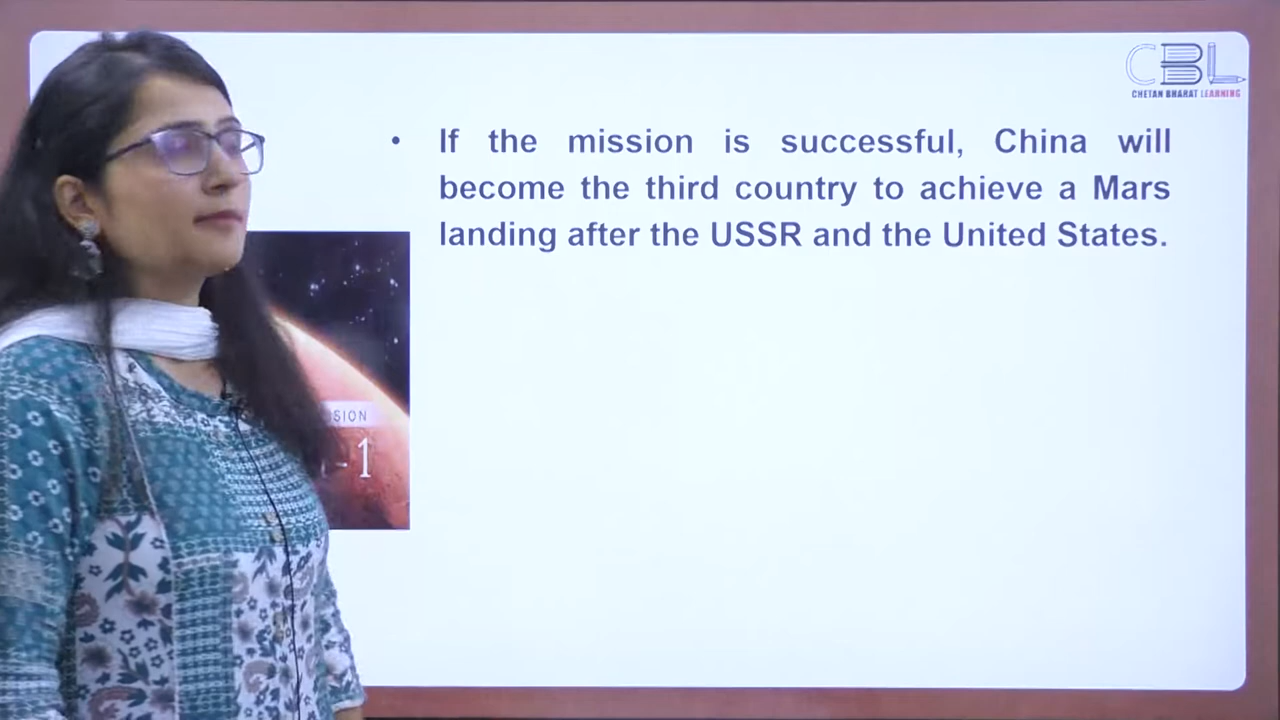 CBL
CHETAN BHARAT LEARNING
• If the mission is successful, China will
become the third country to achieve a Mars
landing after the USSR and the United States.
SION
-1